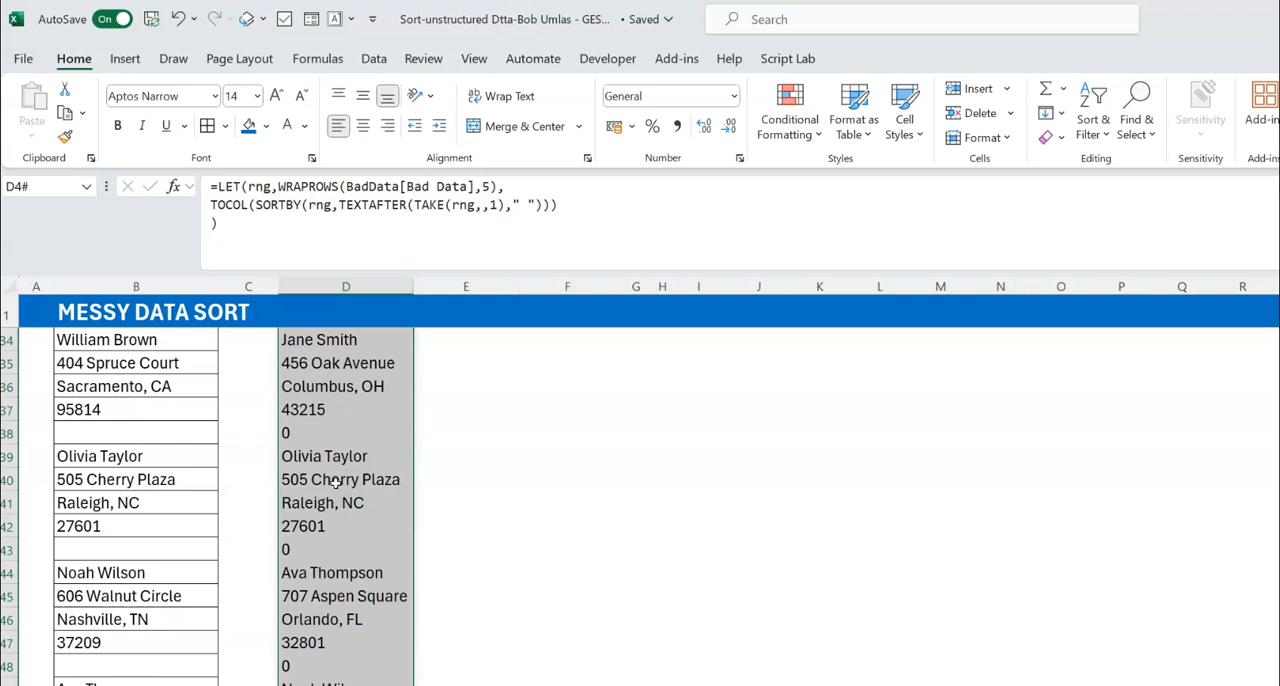 AutoSave On Sort-unstructured Dtta-Bob Umlas - GES... • Saved Search
File Home Insert Draw Page Layout Formulas Data Review View Automate Developer Add-ins Help Script Lab
Paste
Clipboard
Aptos Narrow 14
B I U A
Font
Wrap Text
Merge & Center
Alignment
General
Number
Conditional Formatting
Format as Table
Cell Styles
Styles
Insert
Delete
Format
Cells
Sort & Filter
Find & Select
Editing
Sensitivity
Sensitivity
Add-in
Add-ins
D4# fx =LET(rng,WRAPROWS(BadData[Bad Data],5),
TOCOL(SORTBY(rng,TEXTAFTER(TAKE(rng,,1)," ")))
)
A B C D E F G H I J K L M N O P Q R
1 MESSY DATA SORT
34 William Brown Jane Smith
35 404 Spruce Court 456 Oak Avenue
36 Sacramento, CA Columbus, OH
37 95814 43215
38 0
39 Olivia Taylor Olivia Taylor
40 505 Cherry Plaza 505 Cherry Plaza
41 Raleigh, NC Raleigh, NC
42 27601 27601
43 0
44 Noah Wilson Ava Thompson
45 606 Walnut Circle 707 Aspen Square
46 Nashville, TN Orlando, FL
47 37209 32801
48 0